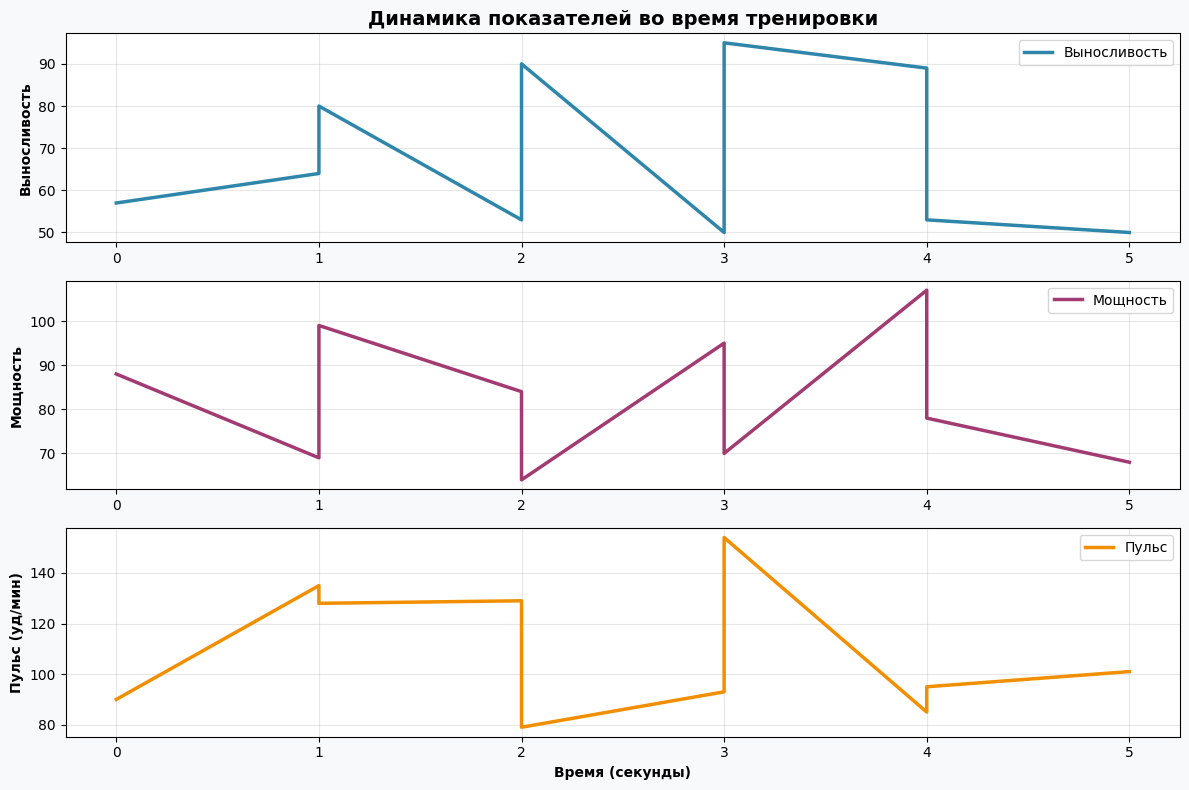 Динамика показателей во время тренировки
Выносливость
Выносливость
90
80
70
60
50
0 1 2 3 4 5
Мощность
Мощность
100
90
80
70
0 1 2 3 4 5
Пульс
Пульс (уд/мин)
140
120
100
80
0 1 2 3 4 5
Время (секунды)